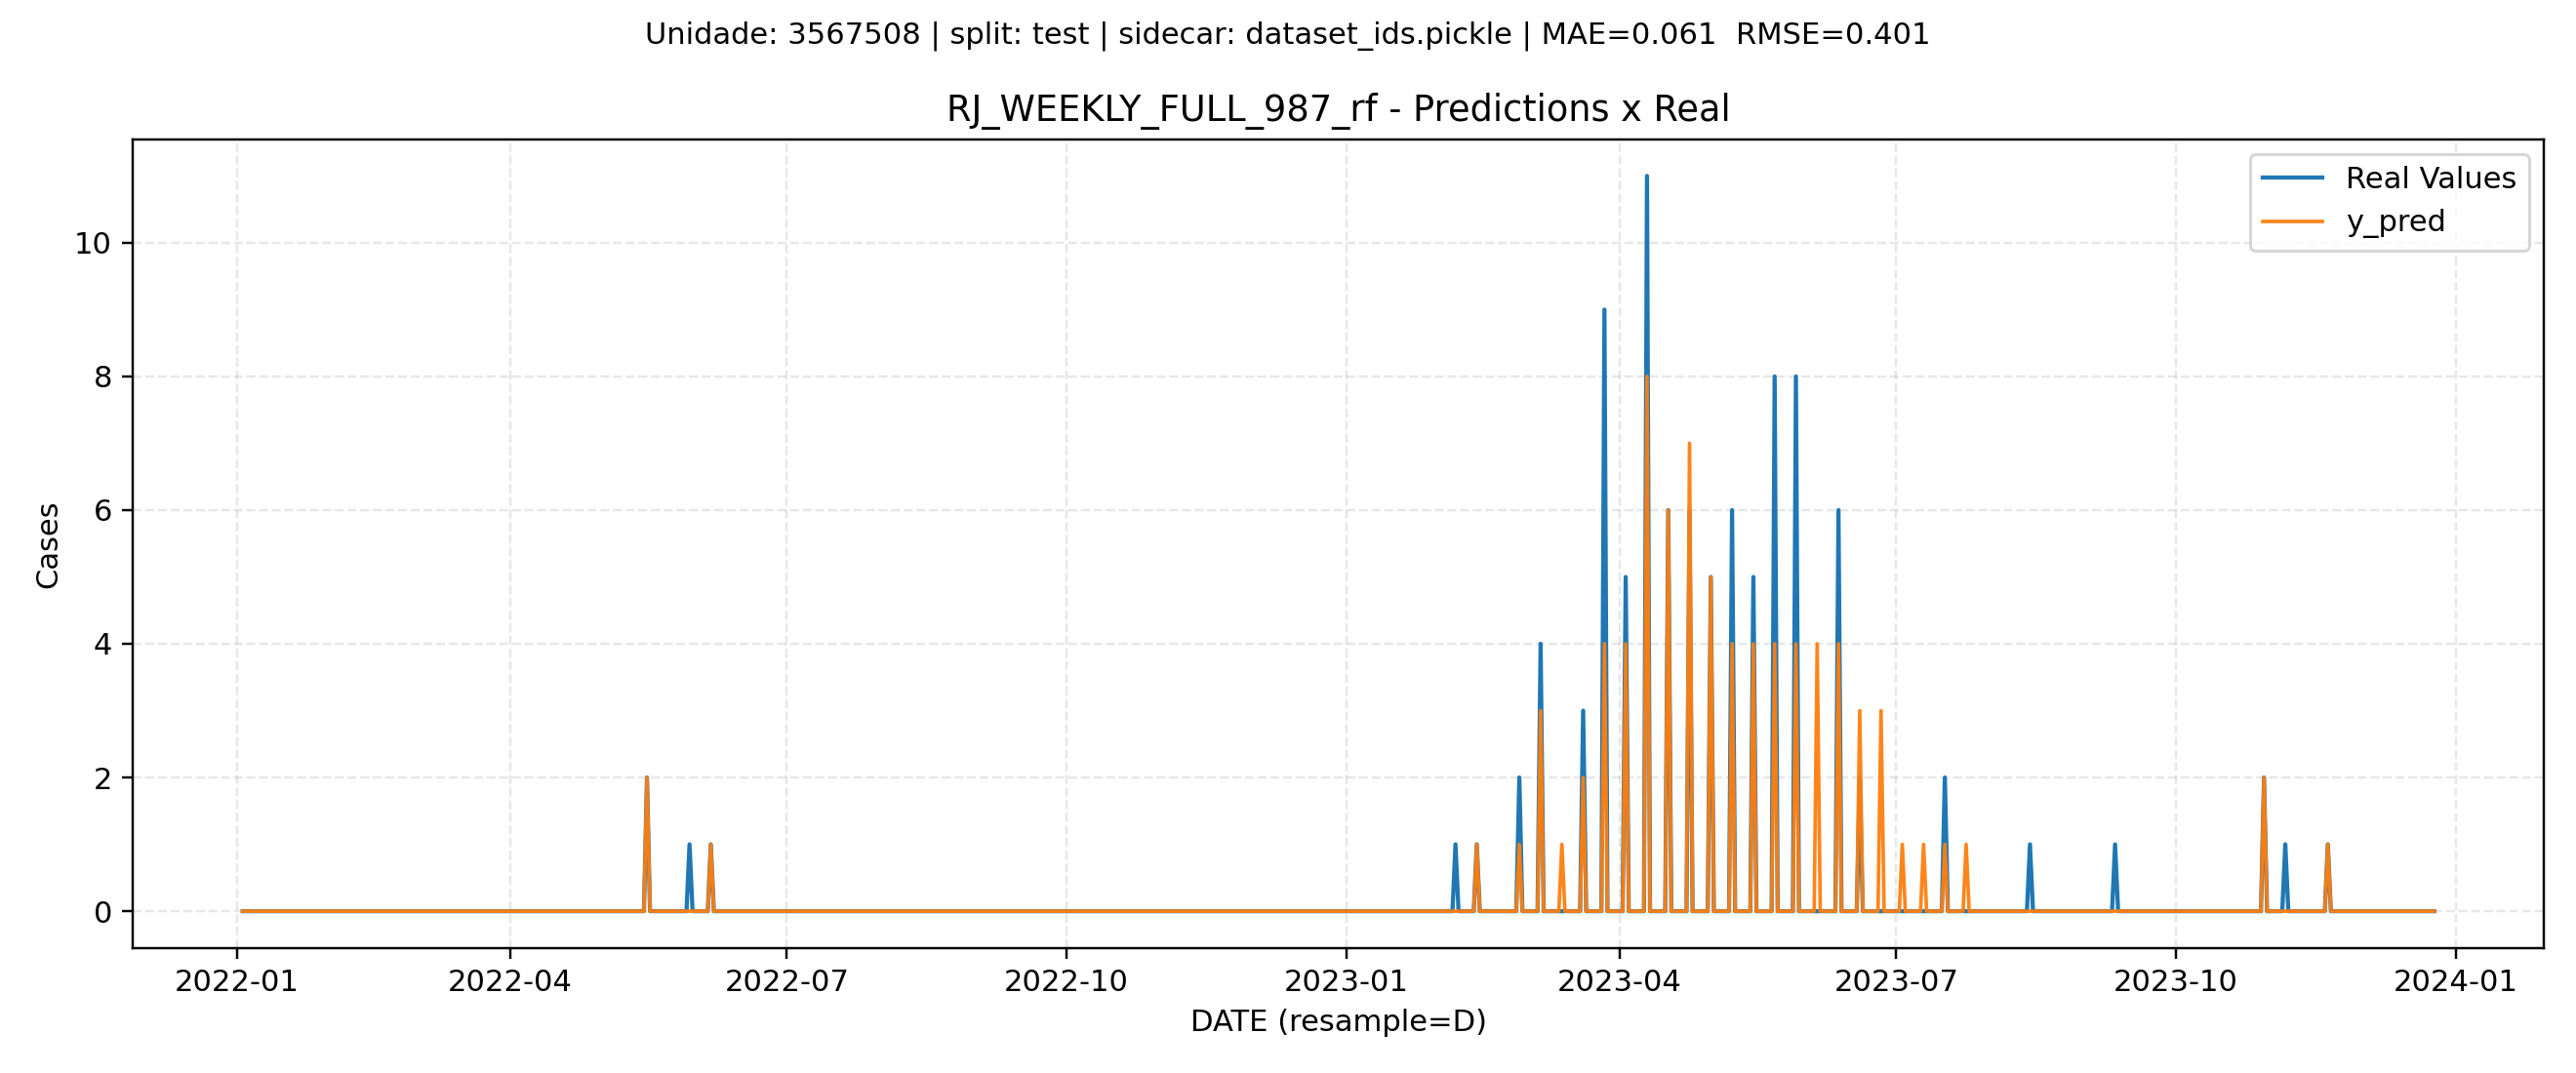 Unidade: 3567508 | split: test | sidecar: dataset_ids.pickle | MAE=0.061  RMSE=0.401
RJ_WEEKLY_FULL_987_rf - Predictions x Real
Real Values
y_pred
10
8
6
4
2
0
Cases
2022-01
2022-04
2022-07
2022-10
2023-01
2023-04
2023-07
2023-10
2024-01
DATE (resample=D)